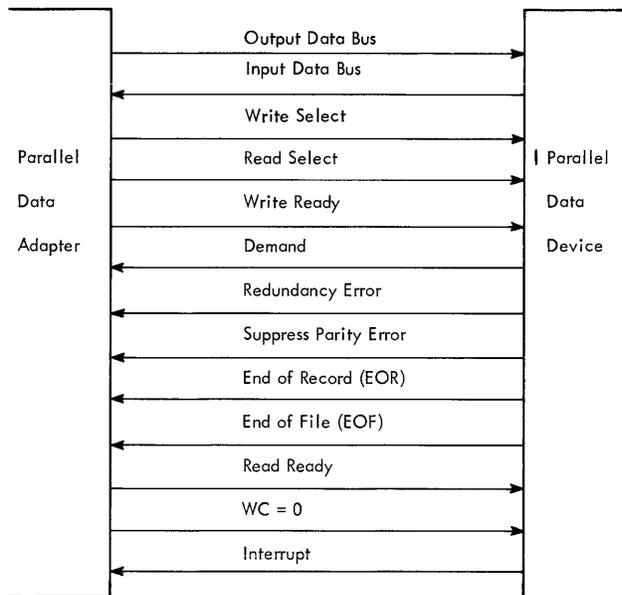 Output Data Bus
Input Data Bus
Write Select
Read Select
Write Ready
Demand
Redundancy Error
Suppress Parity Error
End of Record (EOR)
End of File (EOF)
Read Ready
WC = 0
Interrupt
Parallel
Data
Adapter
Parallel
Data
Device